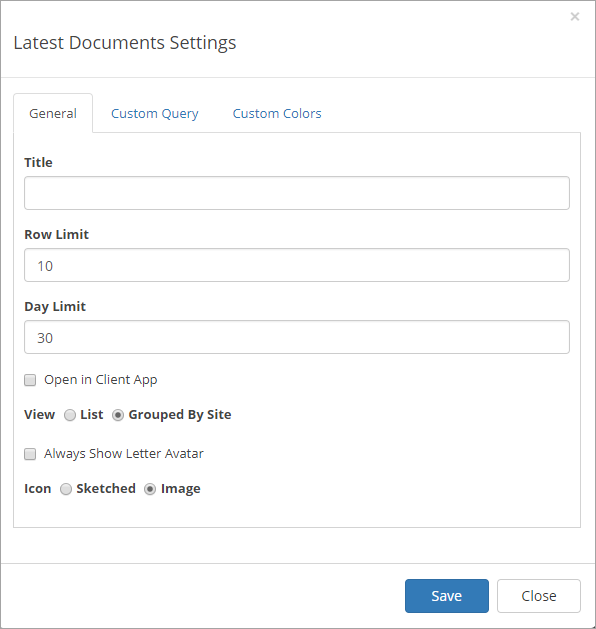 ×
Latest Documents Settings
General Custom Query Custom Colors
Title
Row Limit
10
Day Limit
30
Open in Client App
View List Grouped By Site
Always Show Letter Avatar
Icon Sketched Image
Save Close